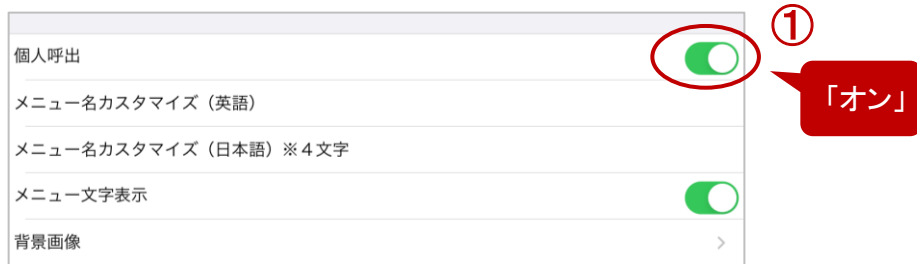 個人呼出
①
「オン」
メニュー名カスタマイズ（英語）
メニュー名カスタマイズ（日本語）※４文字
メニュー文字表示
背景画像